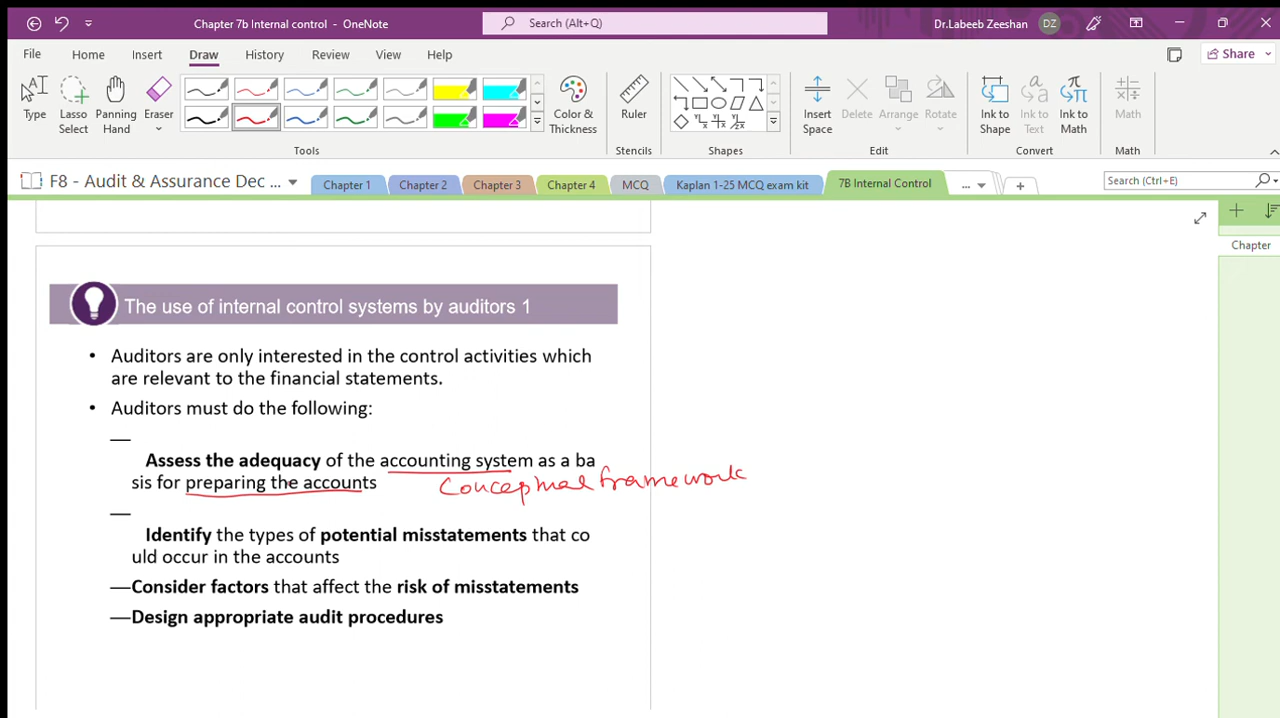 Chapter 7b Internal control - OneNote
Search (Alt+Q)
Dr.Labeeb Zeeshan
DZ
File
Home
Insert
Draw
History
Review
View
Help
Share
Type
Lasso
Select
Panning
Hand
Eraser
Color &
Thickness
Ruler
Insert
Space
Delete
Arrange
Rotate
Ink to
Shape
Ink to
Text
Ink to
Math
Math
Tools
Stencils
Shapes
Edit
Convert
Math
F8 - Audit & Assurance Dec ...
Chapter 1
Chapter 2
Chapter 3
Chapter 4
MCQ
Kaplan 1-25 MCQ exam kit
7B Internal Control
...
Search (Ctrl+E)
Chapter
The use of internal control systems by auditors 1
• Auditors are only interested in the control activities which
are relevant to the financial statements.
• Auditors must do the following:
—
Assess the adequacy of the accounting system as a ba
sis for preparing the accounts
Conceptual framework
—
Identify the types of potential misstatements that co
uld occur in the accounts
—Consider factors that affect the risk of misstatements
—Design appropriate audit procedures